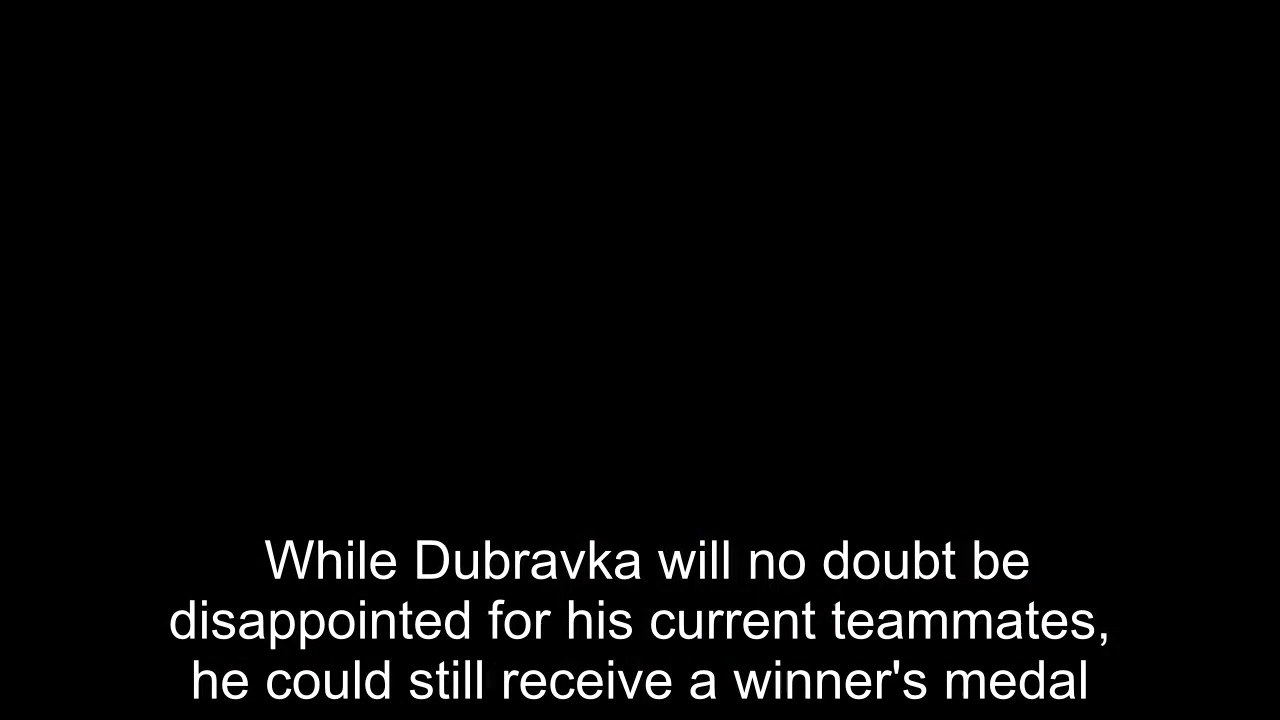 While Dubravka will no doubt be
disappointed for his current teammates,
he could still receive a winner's medal